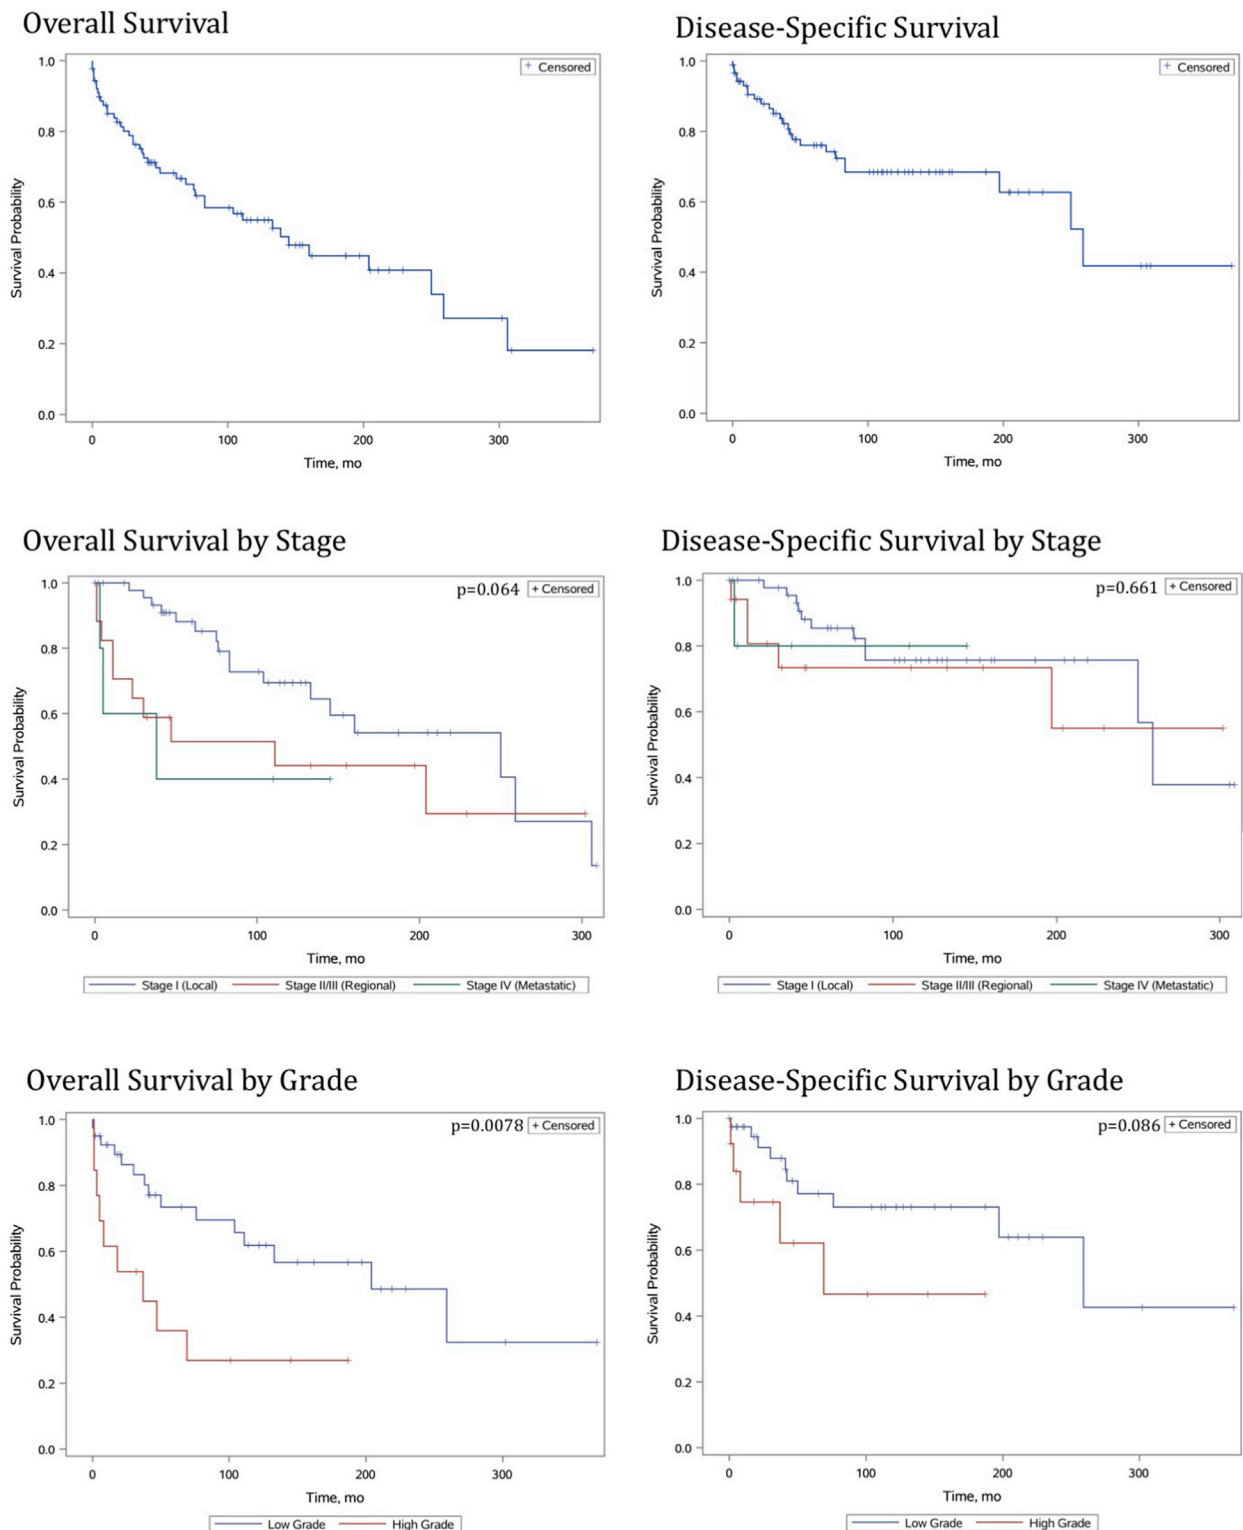 Overall Survival
Disease-Specific Survival
+ Censored
1.0
0.8
0.6
0.4
0.2
0.0
Survival Probability
0 100 200 300
Time, mo
+ Censored
1.0
0.8
0.6
0.4
0.2
0.0
Survival Probability
0 100 200 300
Time, mo
Overall Survival by Stage
Disease-Specific Survival by Stage
p=0.064 + Censored
1.0
0.8
0.6
0.4
0.2
0.0
Survival Probability
0 100 200 300
Time, mo
Stage I (Local) Stage II/III (Regional) Stage IV (Metastatic)
p=0.661 + Censored
1.0
0.8
0.6
0.4
0.2
0.0
Survival Probability
0 100 200 300
Time, mo
Stage I (Local) Stage II/III (Regional) Stage IV (Metastatic)
Overall Survival by Grade
Disease-Specific Survival by Grade
p=0.0078 + Censored
1.0
0.8
0.6
0.4
0.2
0.0
Survival Probability
0 100 200 300
Time, mo
Low Grade High Grade
p=0.086 + Censored
1.0
0.8
0.6
0.4
0.2
0.0
Survival Probability
0 100 200 300
Time, mo
Low Grade High Grade